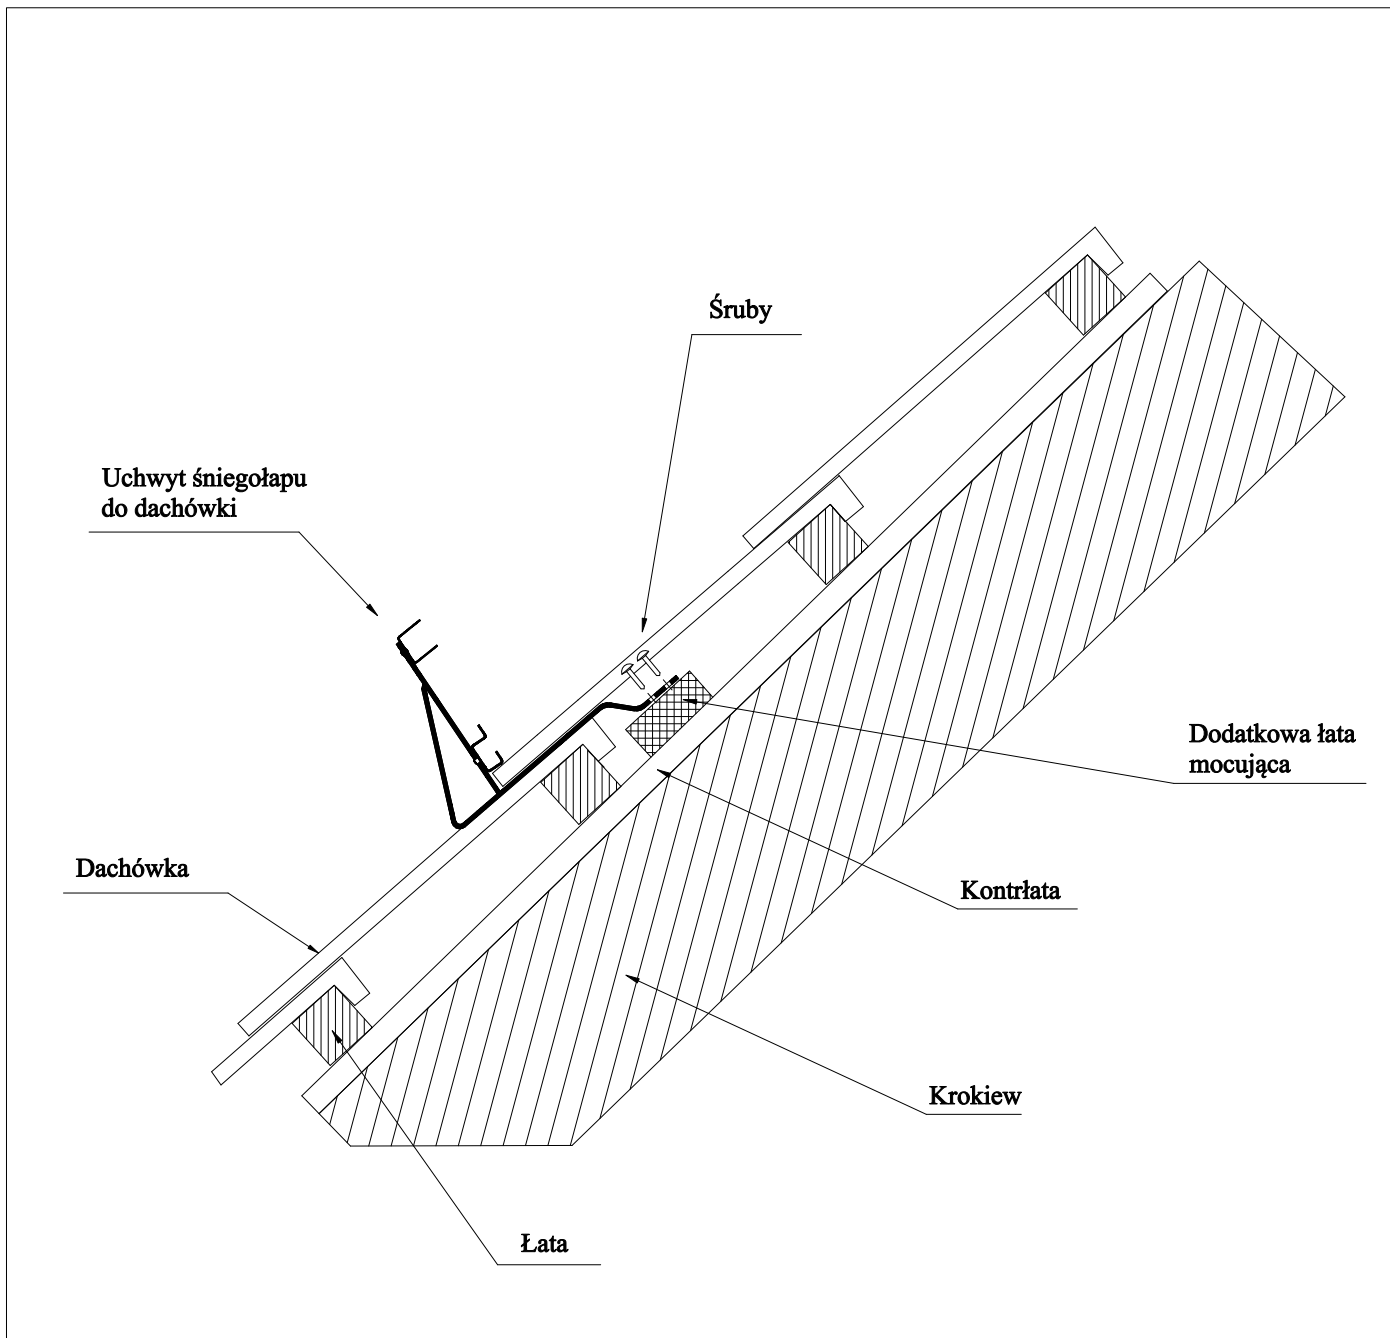 Śruby
Uchwyt śniegołapu
do dachówki
Dodatkowa łata
mocująca
Dachówka
Kontrłata
Krokiew
Łata